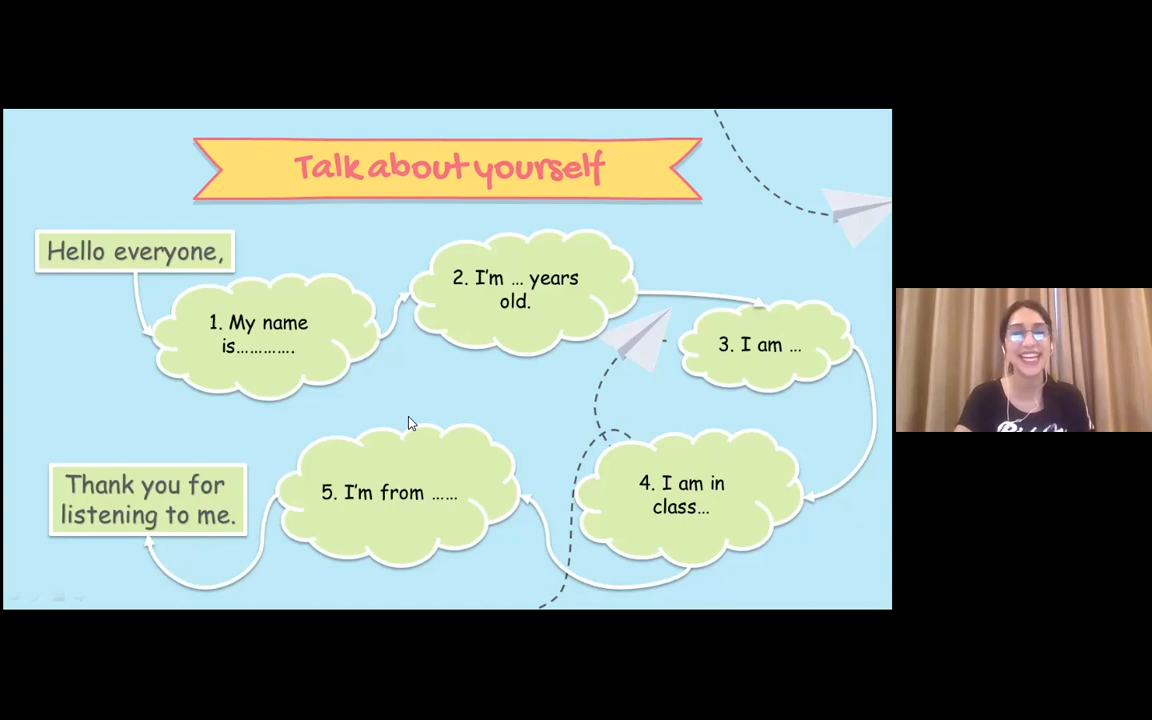 Talk about yourself
Hello everyone,
1. My name
is………….
2. I'm … years
old.
3. I am …
4. I am in
class…
5. I'm from ……
Thank you for
listening to me.